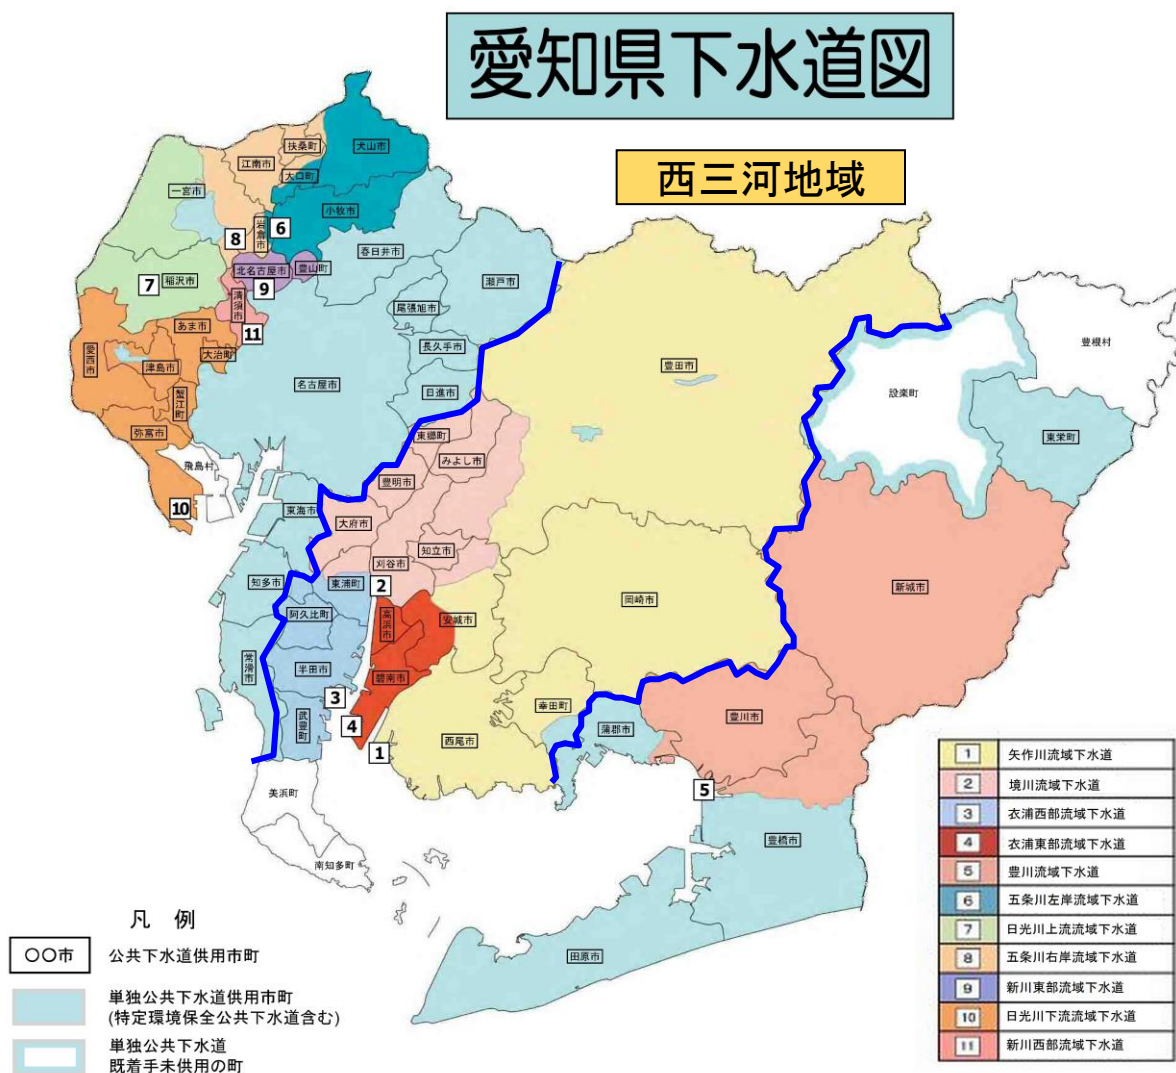 愛知県下水道図
西三河地域
犬山市
扶桑町
江南市
大口町
一宮市
小牧市
岩倉市
6
8
春日井市
豊山町
北名古屋市
瀬戸市
7
稲沢市
9
清須市
尾張旭市
あま市
11
長久手市
大治町
愛西市
津島市
名古屋市
日進市
蟹江町
弥富市
飛島村
10
豊田市
豊根村
設楽町
東栄町
東郷町
みよし市
豊明市
東海市
大府市
知立市
刈谷市
知多市
東浦町
2
阿久比町
高浜市
安城市
岡崎市
新城市
常滑市
半田市
碧南市
3
武豊町
4
1
西尾市
幸田町
蒲郡市
豊川市
5
美浜町
南知多町
豊橋市
田原市
凡 例
〇〇市 公共下水道供用市町
単独公共下水道供用市町
(特定環境保全公共下水道含む)
単独公共下水道
既着手未供用の町
1 矢作川流域下水道
2 境川流域下水道
3 衣浦西部流域下水道
4 衣浦東部流域下水道
5 豊川流域下水道
6 五条川左岸流域下水道
7 日光川上流流域下水道
8 五条川右岸流域下水道
9 新川東部流域下水道
10 日光川下流流域下水道
11 新川西部流域下水道